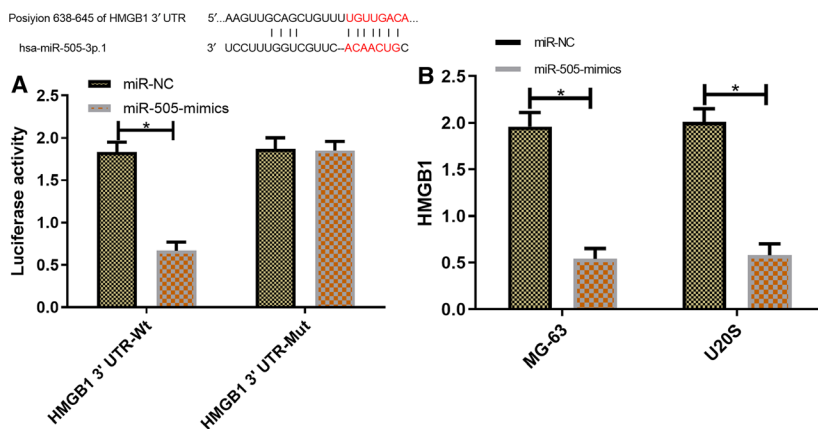 Posiyion 638-645 of HMGB1 3′ UTR 5′...AAGUUGCAGCUGUUUUGUUGACA...
hsa-miR-505-3p.1 3′ UCCUUUGGUCGUUC--ACAACUGC
A
miR-NC
miR-505-mimics
Luciferase activity
2.5
2.0
1.5
1.0
0.5
0.0
*
HMGB1 3' UTR-Wt
HMGB1 3' UTR-Mut
B
miR-NC
miR-505-mimics
HMGB1
2.5
2.0
1.5
1.0
0.5
0.0
*
*
MG-63
U20S